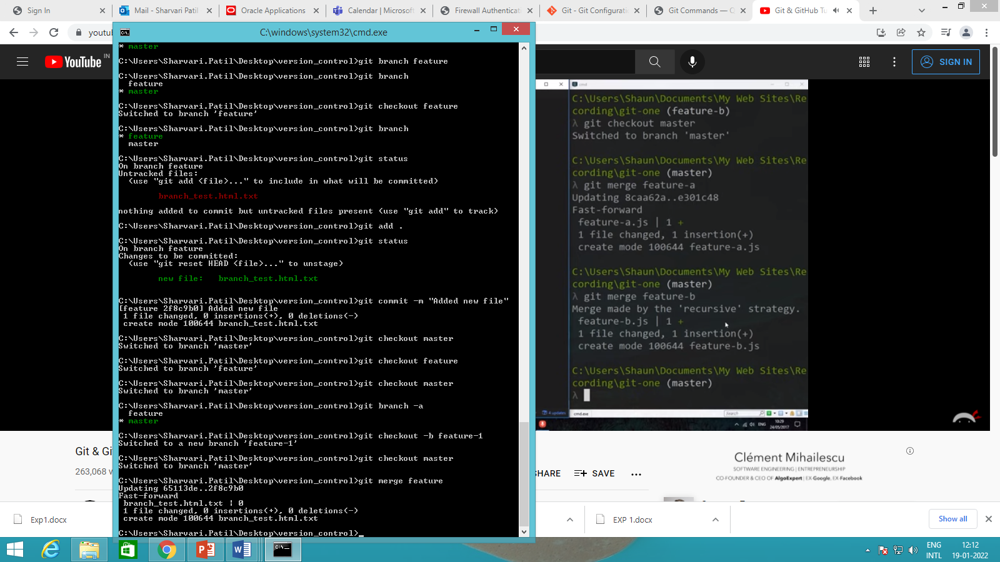 Sign In
Mail - Sharvari Patil
Oracle Applications
Calendar | Microsoft
Firewall Authentication
Git - Git Configurati
Git Commands — 
Git & GitHub Tu
youtu
C:\windows\system32\cmd.exe
* master
C:\Users\Sharvari.Patil\Desktop\version_control>git branch feature
C:\Users\Sharvari.Patil\Desktop\version_control>git branch
feature
* master
C:\Users\Sharvari.Patil\Desktop\version_control>git checkout feature
Switched to branch 'feature'
C:\Users\Sharvari.Patil\Desktop\version_control>git branch
* feature
master
C:\Users\Sharvari.Patil\Desktop\version_control>git status
On branch feature
Untracked files:
(use "git add <file>..." to include in what will be committed)
branch_test.html.txt
nothing added to commit but untracked files present (use "git add" to track)
C:\Users\Sharvari.Patil\Desktop\version_control>git add .
C:\Users\Sharvari.Patil\Desktop\version_control>git status
On branch feature
Changes to be committed:
(use "git reset HEAD <file>..." to unstage)
new file:   branch_test.html.txt
C:\Users\Sharvari.Patil\Desktop\version_control>git commit -m "Added new file"
[feature 2f8c9b0] Added new file
1 file changed, 0 insertions(+), 0 deletions(-)
create mode 100644 branch_test.html.txt
C:\Users\Sharvari.Patil\Desktop\version_control>git checkout master
Switched to branch 'master'
C:\Users\Sharvari.Patil\Desktop\version_control>git checkout feature
Switched to branch 'feature'
C:\Users\Sharvari.Patil\Desktop\version_control>git checkout master
Switched to branch 'master'
C:\Users\Sharvari.Patil\Desktop\version_control>git branch -a
feature
* master
C:\Users\Sharvari.Patil\Desktop\version_control>git checkout -b feature-1
Switched to a new branch 'feature-1'
C:\Users\Sharvari.Patil\Desktop\version_control>git checkout master
Switched to branch 'master'
C:\Users\Sharvari.Patil\Desktop\version_control>git merge feature
Updating 65113de..2f8c9b0
Fast-forward
branch_test.html.txt | 0
1 file changed, 0 insertions(+), 0 deletions(-)
create mode 100644 branch_test.html.txt
C:\Users\Sharvari.Patil\Desktop\version_control>_
YouTube IN
SIGN IN
cmd
C:\Users\Shaun\Documents\My Web Sites\Re
cording\git-one (feature-b)
λ git checkout master
Switched to branch 'master'
C:\Users\Shaun\Documents\My Web Sites\Re
cording\git-one (master)
λ git merge feature-a
Updating 8caa62a..e301c48
Fast-forward
feature-a.js | 1 +
1 file changed, 1 insertion(+)
create mode 100644 feature-a.js
C:\Users\Shaun\Documents\My Web Sites\Re
cording\git-one (master)
λ git merge feature-b
Merge made by the 'recursive' strategy.
feature-b.js | 1 +
1 file changed, 1 insertion(+)
create mode 100644 feature-b.js
C:\Users\Shaun\Documents\My Web Sites\Re
cording\git-one (master)
λ
4 updates
cmd.exe
Search
ENG
10:29
24/05/2017
Git & Gi
263,068 v
SHARE
SAVE
Clément Mihailescu
SOFTWARE ENGINEERING | ENTREPRENEURSHIP
CO-FOUNDER & CEO OF AlgoExpert | EX-Google, EX-Facebook
Exp1.docx
EXP 1.docx
Show all
ENG
INTL
12:12
19-01-2022